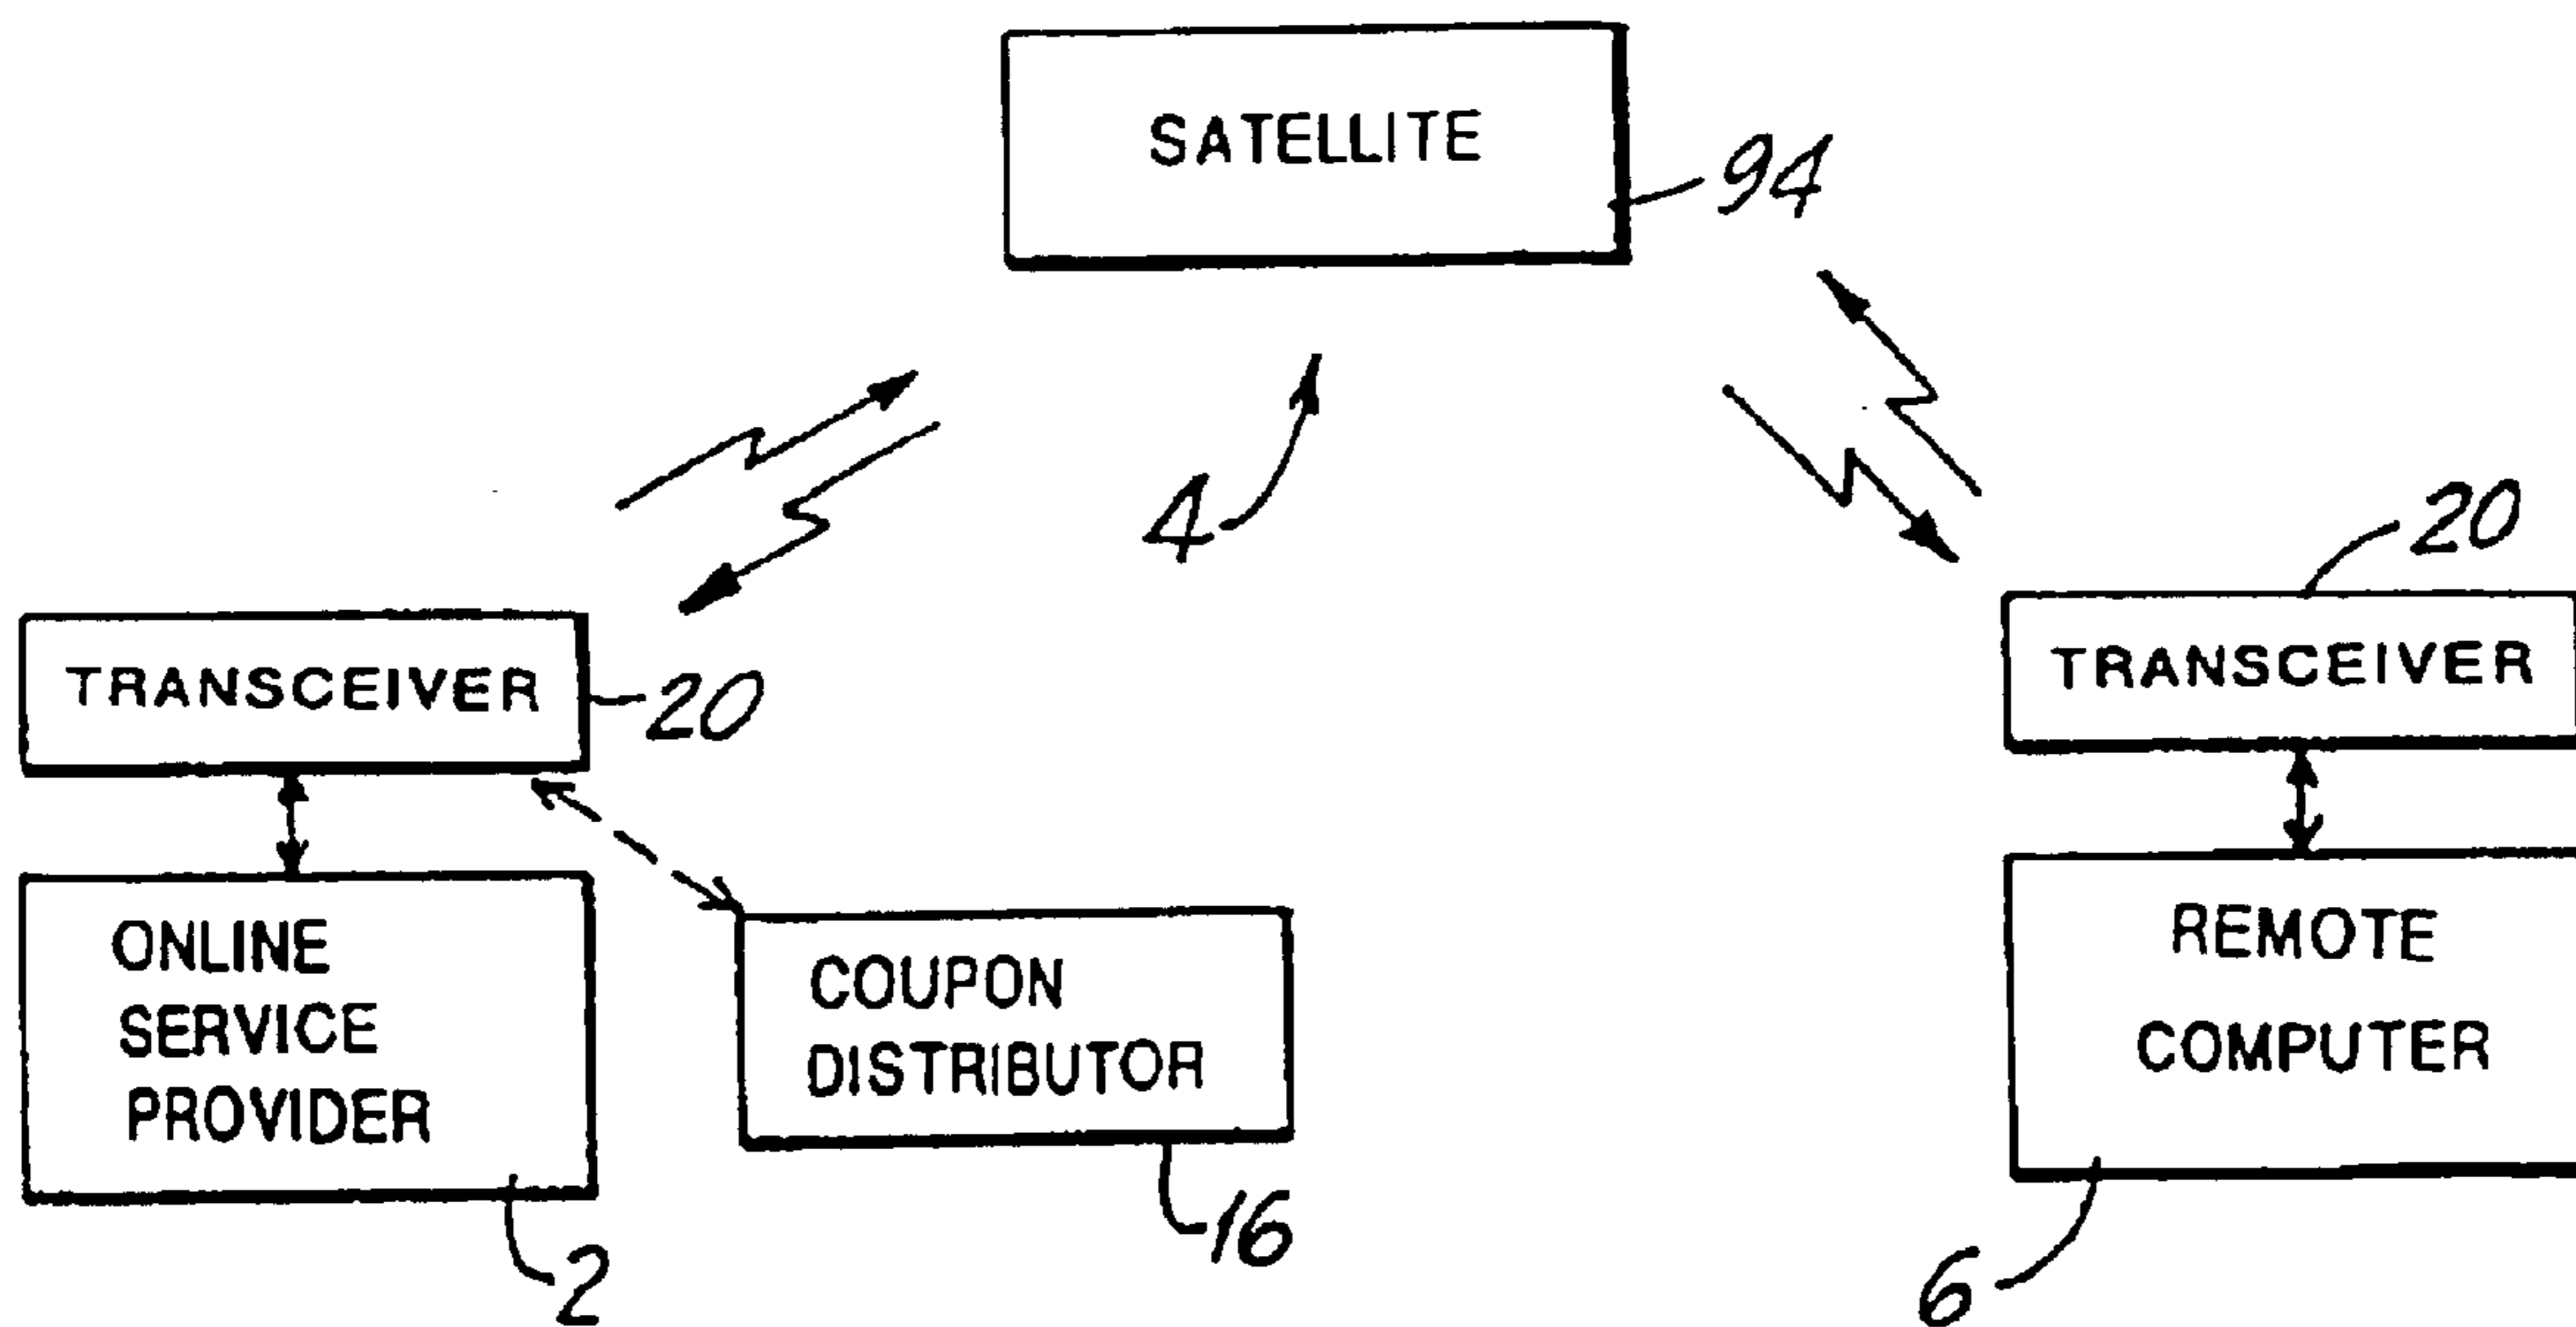 SATELLITE
94
4
20
TRANSCEIVER
20
TRANSCEIVER
ONLINE
SERVICE
PROVIDER
COUPON
DISTRIBUTOR
REMOTE
COMPUTER
2
16
6